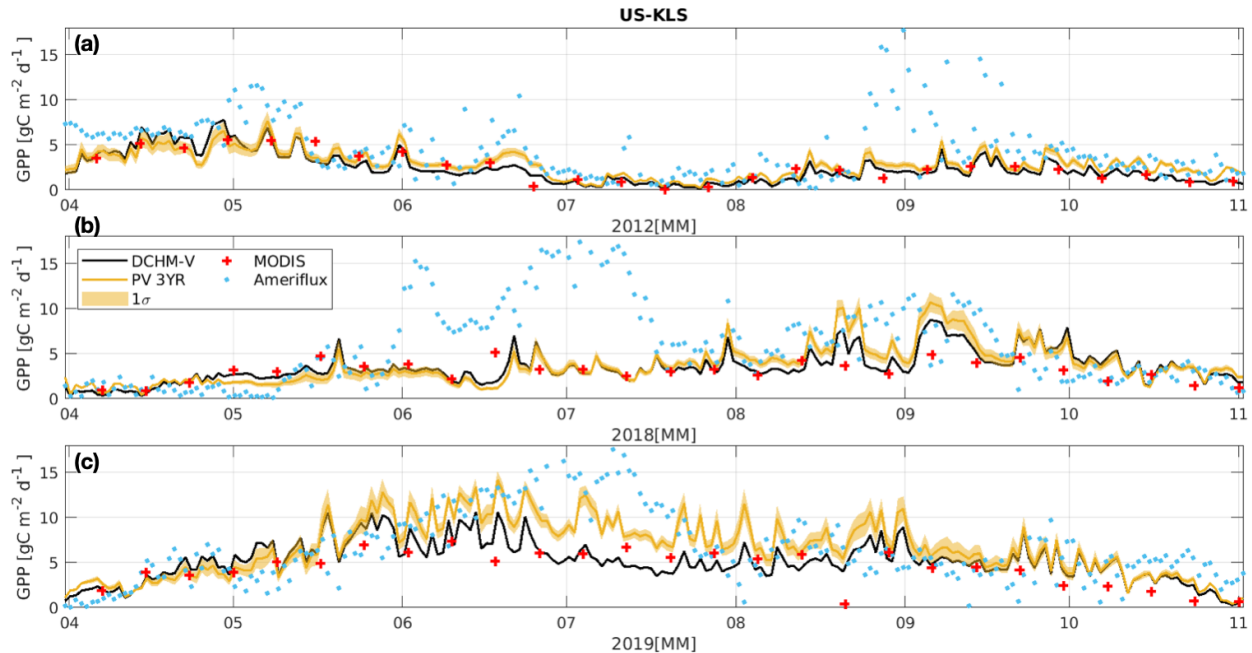 US-KLS
(a)
GPP [gC m⁻² d⁻¹]
15
10
5
0
04 05 06 07 08 09 10 11
2012[MM]
(b)
DCHM-V MODIS
PV 3YR Ameriflux
1σ
GPP [gC m⁻² d⁻¹]
15
10
5
0
04 05 06 07 08 09 10 11
2018[MM]
(c)
GPP [gC m⁻² d⁻¹]
15
10
5
0
04 05 06 07 08 09 10 11
2019[MM]